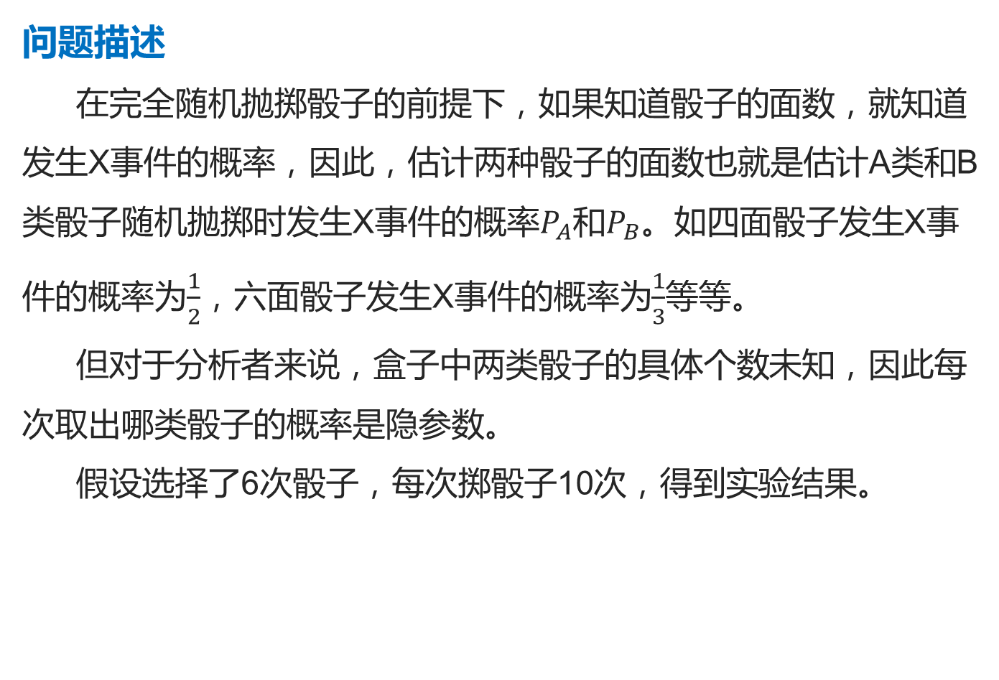 问题描述
在完全随机抛掷骰子的前提下，如果知道骰子的面数，就知道
发生X事件的概率，因此，估计两种骰子的面数也就是估计A类和B
类骰子随机抛掷时发生X事件的概率P_A和P_B。如四面骰子发生X事
件的概率为1/2，六面骰子发生X事件的概率为1/3等等。
但对于分析者来说，盒子中两类骰子的具体个数未知，因此每
次取出哪类骰子的概率是隐参数。
假设选择了6次骰子，每次掷骰子10次，得到实验结果。